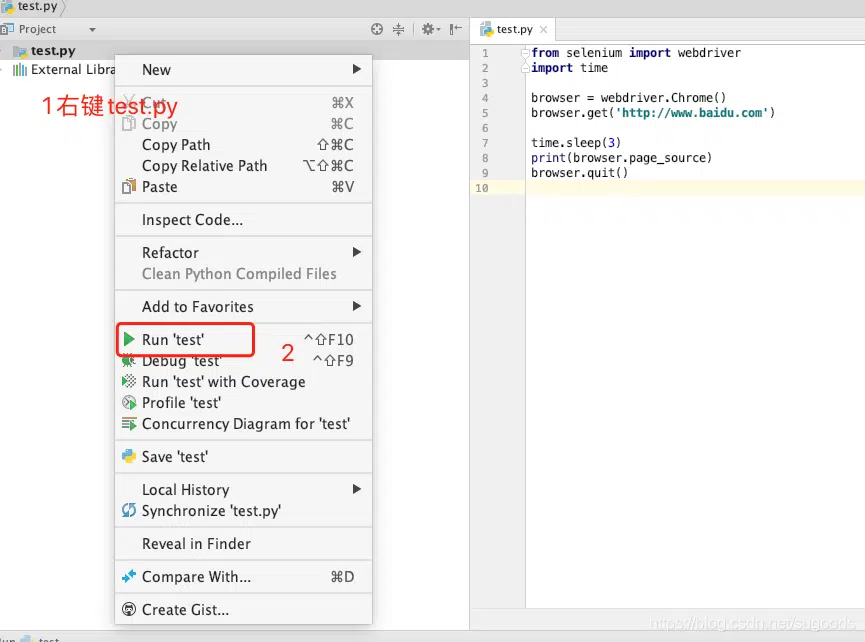 test.py
Project
test.py
test.py
External Libra
1右键test.py
New
Cut ⌘X
Copy ⌘C
Copy Path ⇧⌘C
Copy Relative Path ⌥⇧⌘C
Paste ⌘V
Inspect Code...
Refactor
Clean Python Compiled Files
Add to Favorites
Run 'test' ^⇧F10
2
Debug 'test' ^⇧F9
Run 'test' with Coverage
Profile 'test'
Concurrency Diagram for 'test'
Save 'test'
Local History
Synchronize 'test.py'
Reveal in Finder
Compare With... ⌘D
Create Gist...
1 from selenium import webdriver
2 import time
3
4 browser = webdriver.Chrome()
5 browser.get('http://www.baidu.com')
6
7 time.sleep(3)
8 print(browser.page_source)
9 browser.quit()
10
https://blog.csdn.net/sugoods
test